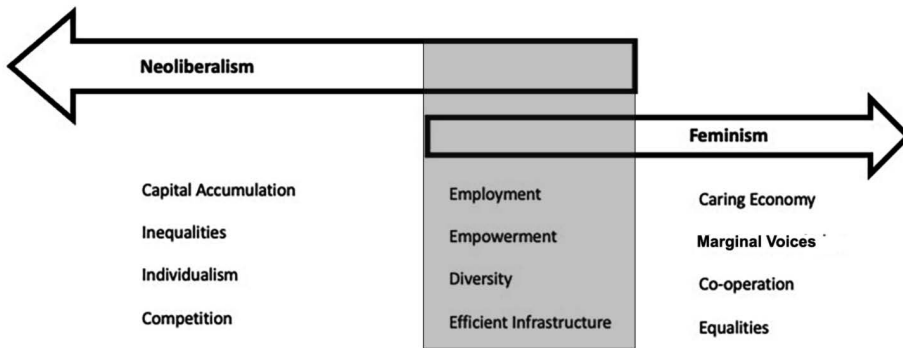 Neoliberalism
Feminism
Capital Accumulation
Inequalities
Individualism
Competition
Employment
Empowerment
Diversity
Efficient Infrastructure
Caring Economy
Marginal Voices
Co-operation
Equalities